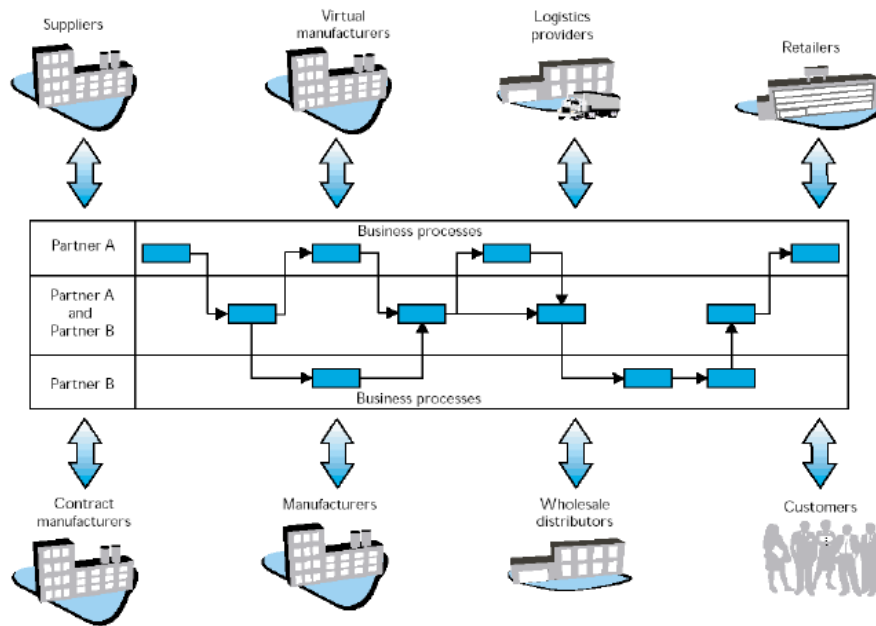 Suppliers
Virtual
manufacturers
Logistics
providers
Retailers
Business processes
Partner A
Partner A
and
Partner B
Partner B
Business processes
Contract
manufacturers
Manufacturers
Wholesale
distributors
Customers